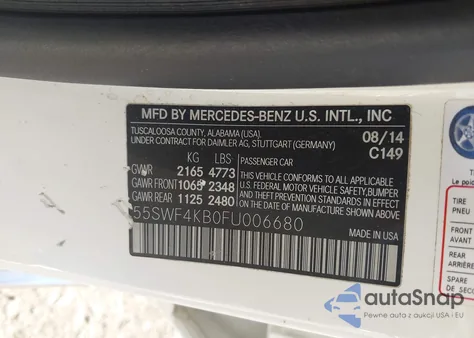 MFD BY MERCEDES-BENZ U.S. INTL., INC
TUSCALOOSA COUNTY, ALABAMA (USA).
UNDER CONTRACT FOR DAIMLER AG, STUTTGART (GERMANY)
08/14
C149
KG LBS
GVWR 2165 4773
GAWR FRONT 1068 2348
GAWR REAR 1125 2480
PASSENGER CAR
THIS VEHICLE CONFORMS TO ALL APPLICABLE
U.S. FEDERAL MOTOR VEHICLE SAFETY, BUMPER
AND THEFT PREVENTION STANDARDS IN EFFECT
ON THE DATE OF MANUFACTURE SHOWN ABOVE.
55SWF4KB0FU006680
MADE IN USA
TIRE
PNEU
FRONT
AVANT
REAR
ARRIÈRE
SPARE
DE SECO
autoSnap
Pewne auta z aukcji USA i EU